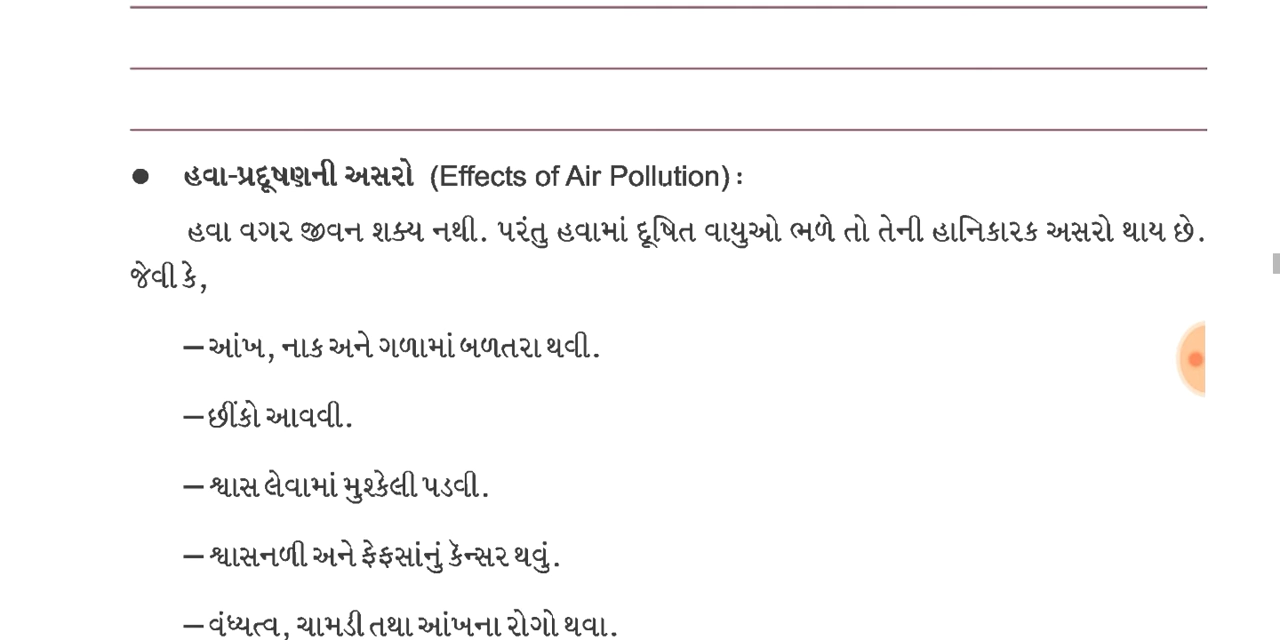 ● હવા-પ્રદૂષણની અસરો (Effects of Air Pollution) :
હવા વગર જીવન શક્ય નથી. પરંતુ હવામાં દૂષિત વાયુઓ ભળે તો તેની હાનિકારક અસરો થાય છે.
જેવી કે,
– આંખ, નાક અને ગળામાં બળતરા થવી.
– છીંકો આવવી.
– શ્વાસ લેવામાં મુશ્કેલી પડવી.
– શ્વાસનળી અને ફેફસાંનું કૅન્સર થવું.
– વંધ્યત્વ, ચામડી તથા આંખના રોગો થવા.